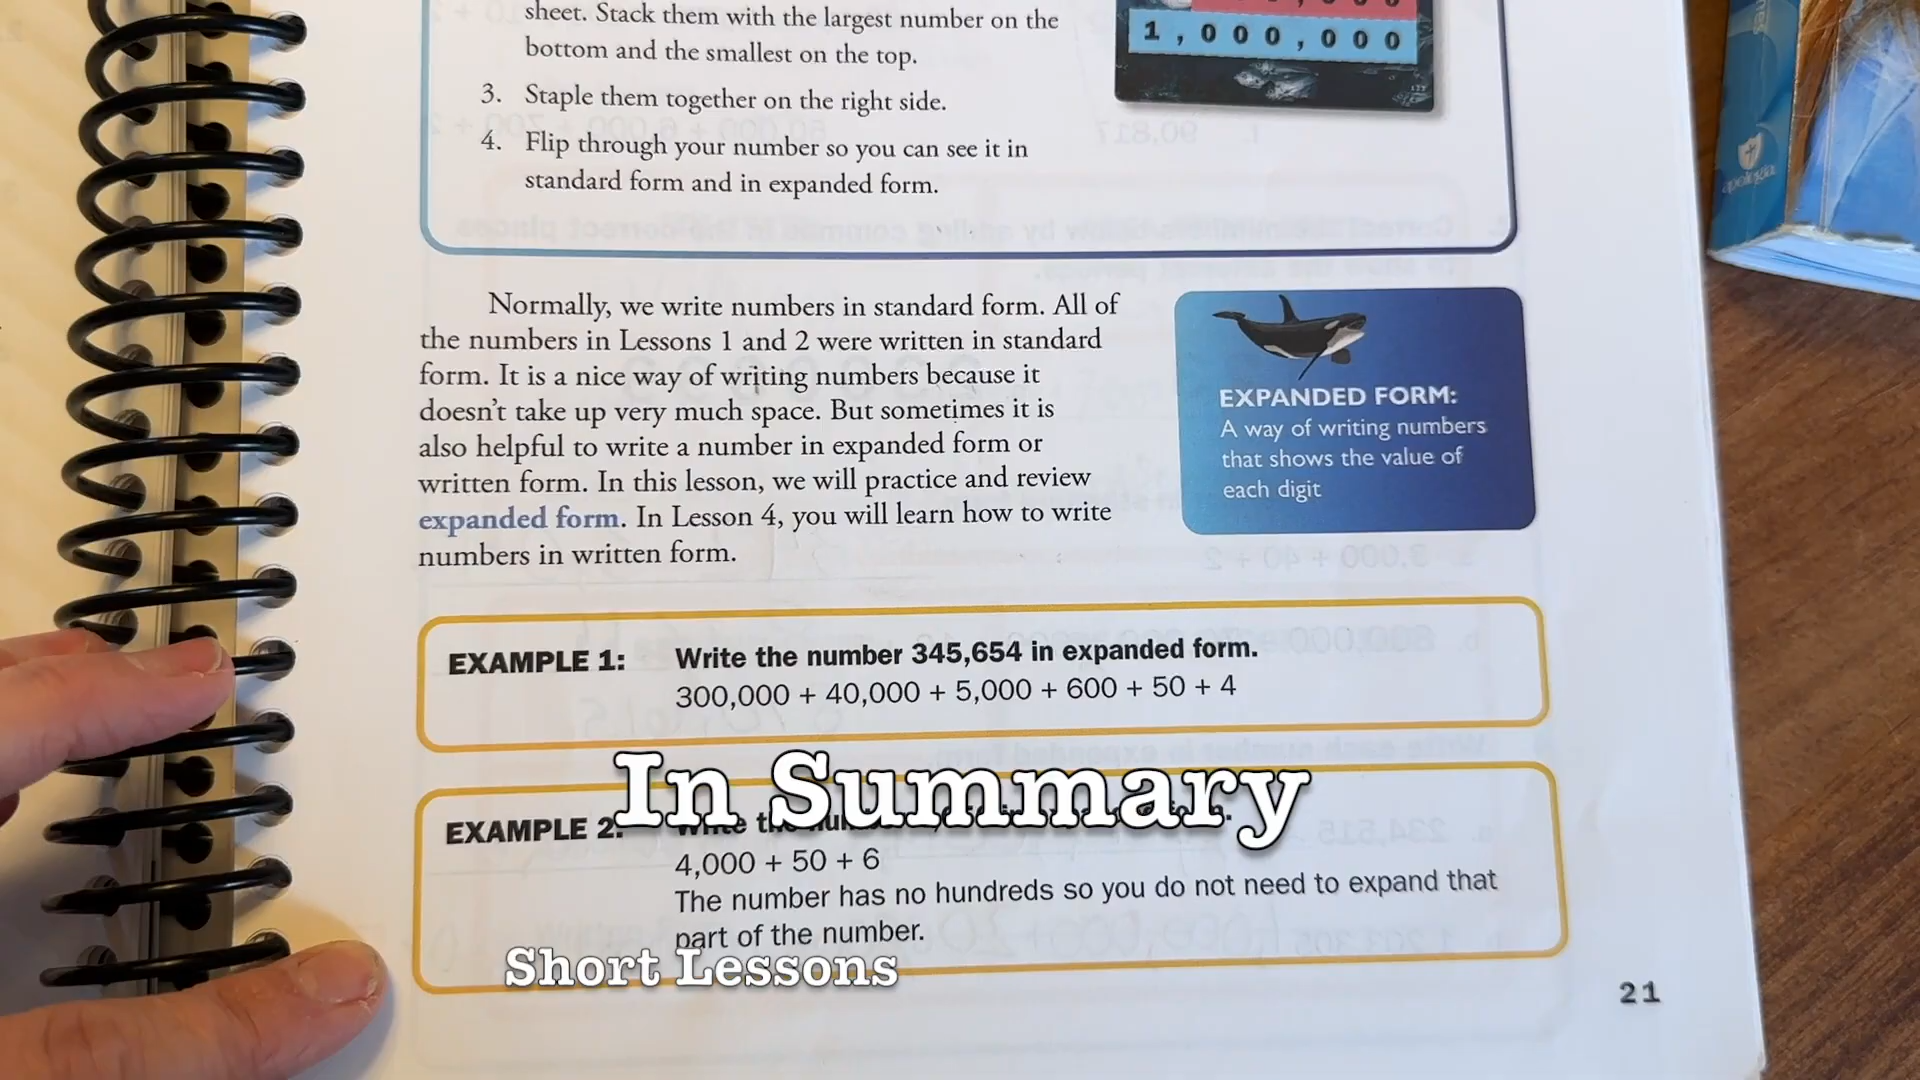 sheet. Stack them with the largest number on the
bottom and the smallest on the top.
3. Staple them together on the right side.
4. Flip through your number so you can see it in
standard form and in expanded form.
1,000,000
apologia
Normally, we write numbers in standard form. All of
the numbers in Lessons 1 and 2 were written in standard
form. It is a nice way of writing numbers because it
doesn't take up very much space. But sometimes it is
also helpful to write a number in expanded form or
written form. In this lesson, we will practice and review
expanded form. In Lesson 4, you will learn how to write
numbers in written form.
EXPANDED FORM:
A way of writing numbers
that shows the value of
each digit
EXAMPLE 1: Write the number 345,654 in expanded form.
300,000 + 40,000 + 5,000 + 600 + 50 + 4
In Summary
EXAMPLE 2: Write the
4,000 + 50 + 6
The number has no hundreds so you do not need to expand that
part of the number.
Short Lessons
21